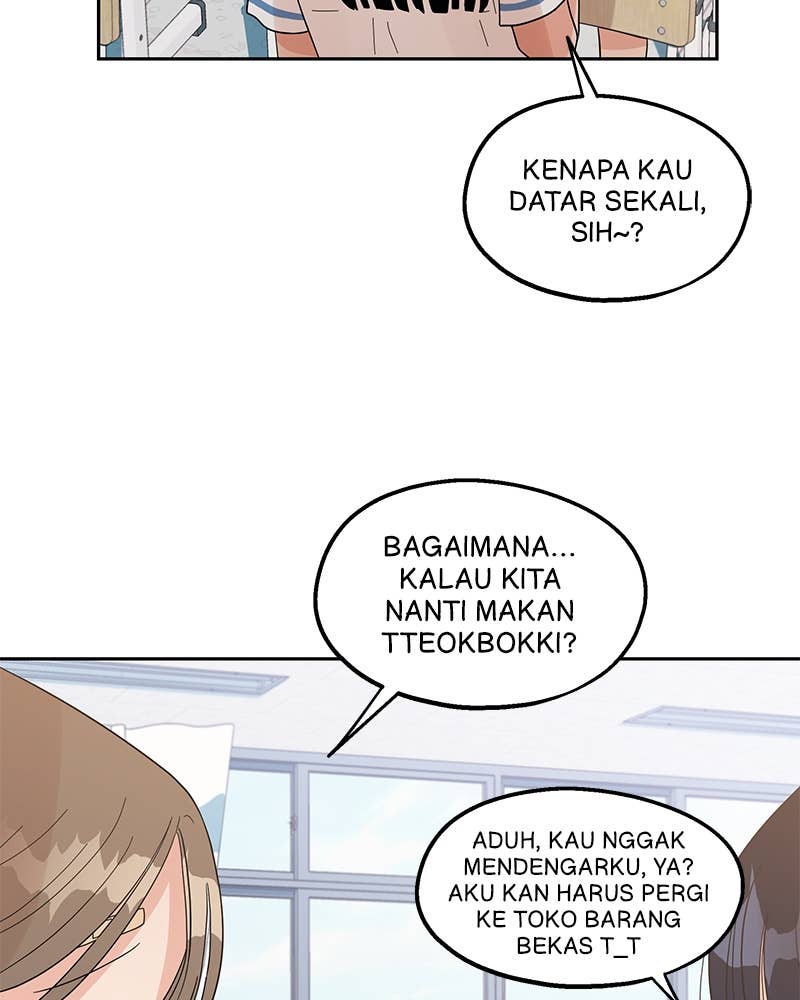 KENAPA KAU
DATAR SEKALI,
SIH~?
BAGAIMANA...
KALAU KITA
NANTI MAKAN
TTEOKBOKKI?
ADUH, KAU NGGAK
MENDENGARKU, YA?
AKU KAN HARUS PERGI
KE TOKO BARANG
BEKAS T_T